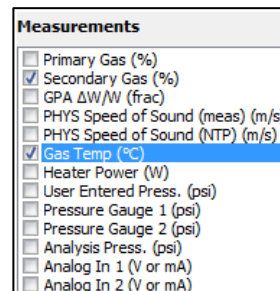 Measurements
Primary Gas (%)
Secondary Gas (%)
GPA ΔW/W (frac)
PHYS Speed of Sound (meas) (m/s
PHYS Speed of Sound (NTP) (m/s)
Gas Temp (ºC)
Heater Power (W)
User Entered Press. (psi)
Pressure Gauge 1 (psi)
Pressure Gauge 2 (psi)
Analysis Press. (psi)
Analog In 1 (V or mA)
Analog In 2 (V or mA)